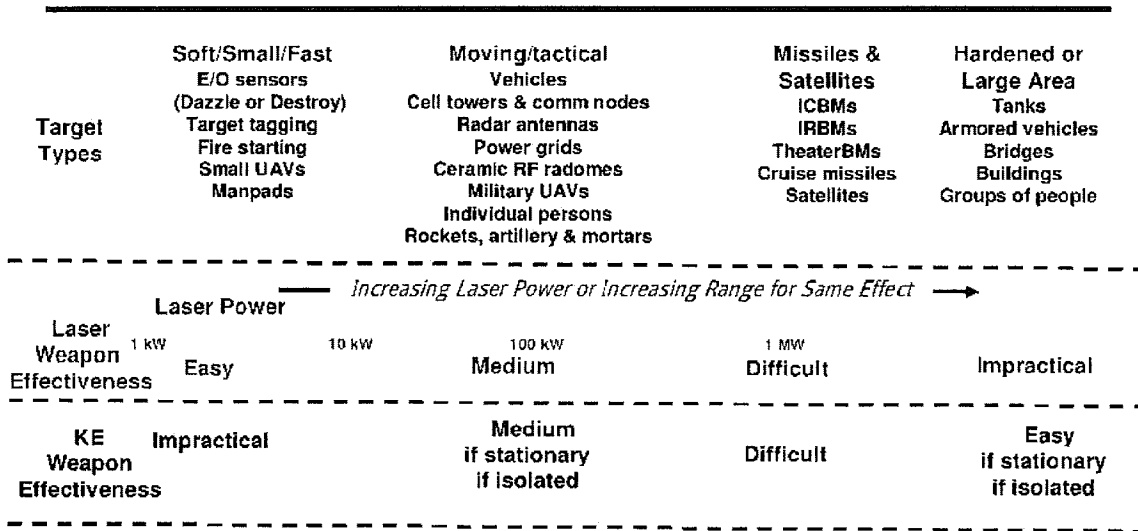 Soft/Small/Fast
E/O sensors
(Dazzle or Destroy)
Target tagging
Fire starting
Small UAVs
Manpads
Moving/tactical
Vehicles
Cell towers & comm nodes
Radar antennas
Power grids
Ceramic RF radomes
Military UAVs
Individual persons
Rockets, artillery & mortars
Missiles &
Satellites
ICBMs
IRBMs
TheaterBMs
Cruise missiles
Satellites
Hardened or
Large Area
Tanks
Armored vehicles
Bridges
Buildings
Groups of people
Target
Types
Increasing Laser Power or Increasing Range for Same Effect
Laser Power
Laser
Weapon
Effectiveness
1 kW
10 kW
100 kW
1 MW
Easy
Medium
Difficult
Impractical
KE
Weapon
Effectiveness
Impractical
Medium
if stationary
if isolated
Difficult
Easy
if stationary
if isolated